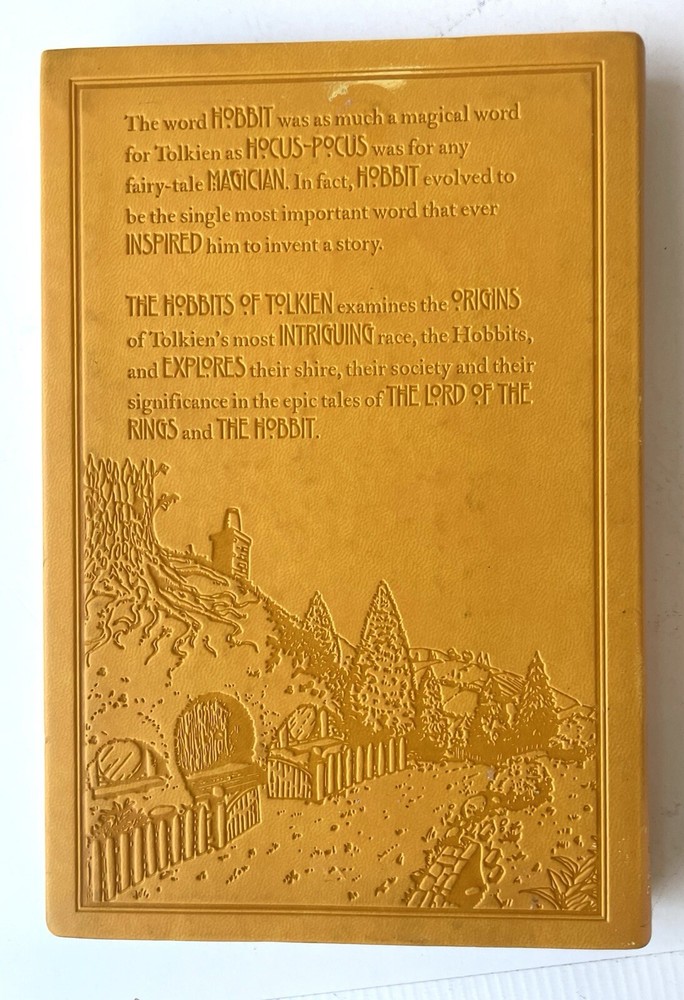 The word HOBBIT was as much a magical word
for Tolkien as HOCUS-POCUS was for any
fairy-tale MAGICIAN. In fact, HOBBIT evolved to
be the single most important word that ever
INSPIRED him to invent a story.
THE HOBBITS OF TOLKIEN examines the ORIGINS
of Tolkien's most INTRIGUING race, the Hobbits,
and EXPLORES their shire, their society and their
significance in the epic tales of THE LORD OF THE
RINGS and THE HOBBIT.